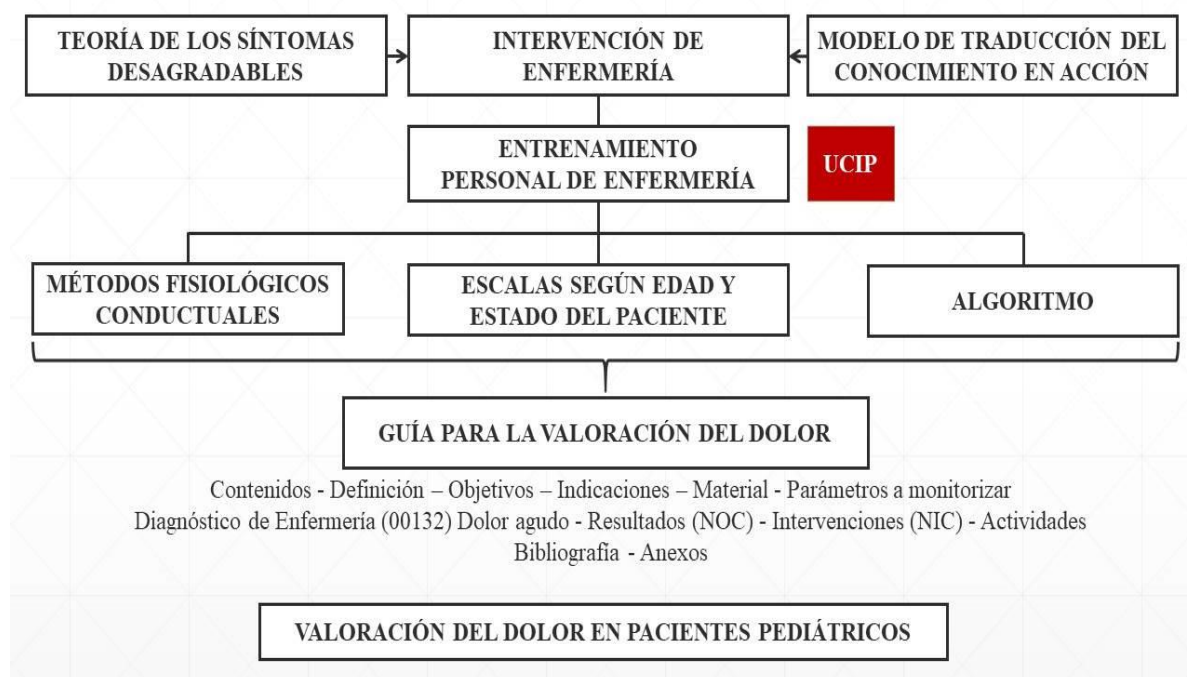 TEORÍA DE LOS SÍNTOMAS
DESAGRADABLES
INTERVENCIÓN DE
ENFERMERÍA
MODELO DE TRADUCCIÓN DEL
CONOCIMIENTO EN ACCIÓN
ENTRENAMIENTO
PERSONAL DE ENFERMERÍA
UCIP
MÉTODOS FISIOLÓGICOS
CONDUCTUALES
ESCALAS SEGÚN EDAD Y
ESTADO DEL PACIENTE
ALGORITMO
GUÍA PARA LA VALORACIÓN DEL DOLOR
Contenidos - Definición – Objetivos – Indicaciones – Material - Parámetros a monitorizar
Diagnóstico de Enfermería (00132) Dolor agudo - Resultados (NOC) - Intervenciones (NIC) - Actividades
Bibliografía - Anexos
VALORACIÓN DEL DOLOR EN PACIENTES PEDIÁTRICOS